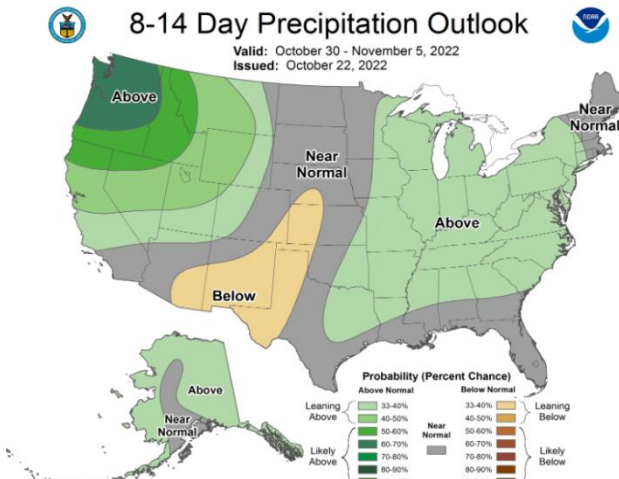 8-14 Day Precipitation Outlook
Valid: October 30 - November 5, 2022
Issued: October 22, 2022
NOAA
Above
Near
Normal
Near
Normal
Above
Below
Above
Near
Normal
Probability (Percent Chance)
Above Normal
Below Normal
Leaning
Above
33-40%
40-50%
Likely
Above
50-60%
60-70%
70-80%
80-90%
Near
Normal
33-40%
40-50%
Leaning
Below
50-60%
60-70%
70-80%
80-90%
Likely
Below